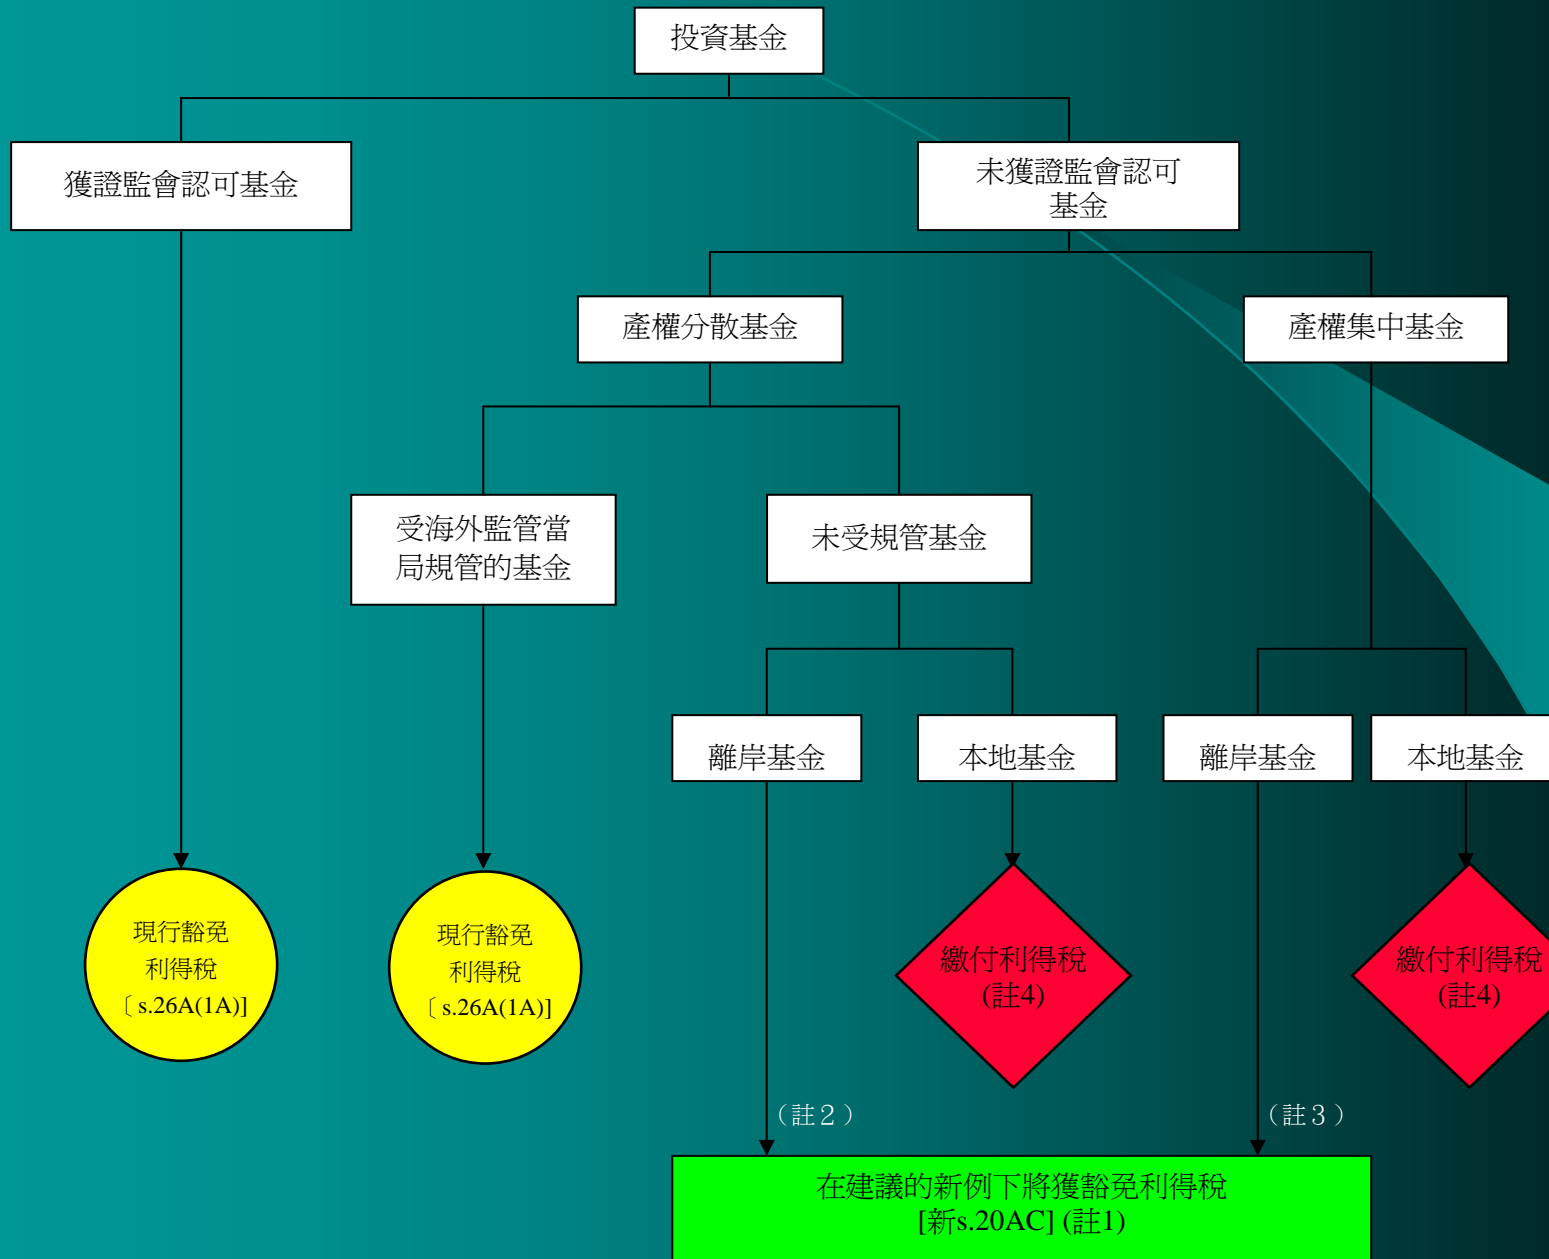 投資基金
獲證監會認可基金
未獲證監會認可
基金
產權分散基金
產權集中基金
受海外監管當
局規管的基金
未受規管基金
離岸基金
本地基金
離岸基金
本地基金
現行豁免
利得稅
〔 s.26A(1A)]
現行豁免
利得稅
〔 s.26A(1A)]
繳付利得稅
(註4)
繳付利得稅
(註4)
（註２）
（註３）
在建議的新例下將獲豁免利得稅
[新s.20AC] (註1)